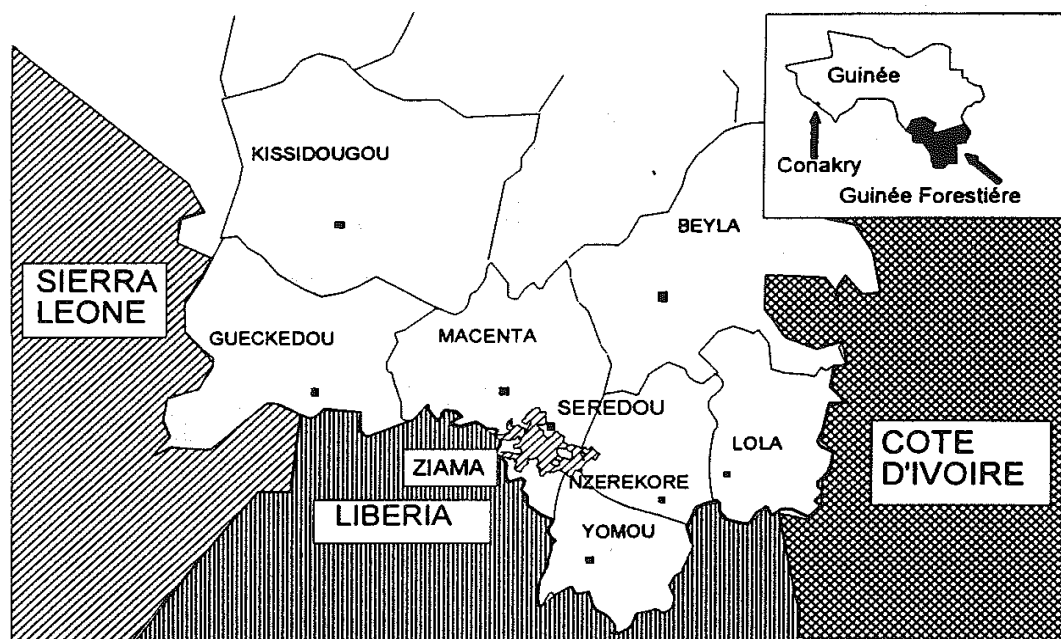 Guinée
Conakry
Guinée Forestiére
KISSIDOUGOU
BEYLA
SIERRA
LEONE
GUECKEDOU
MACENTA
SEREDOU
LOLA
COTE
D'IVOIRE
ZIAMA
NZEREKORE
LIBERIA
YOMOU